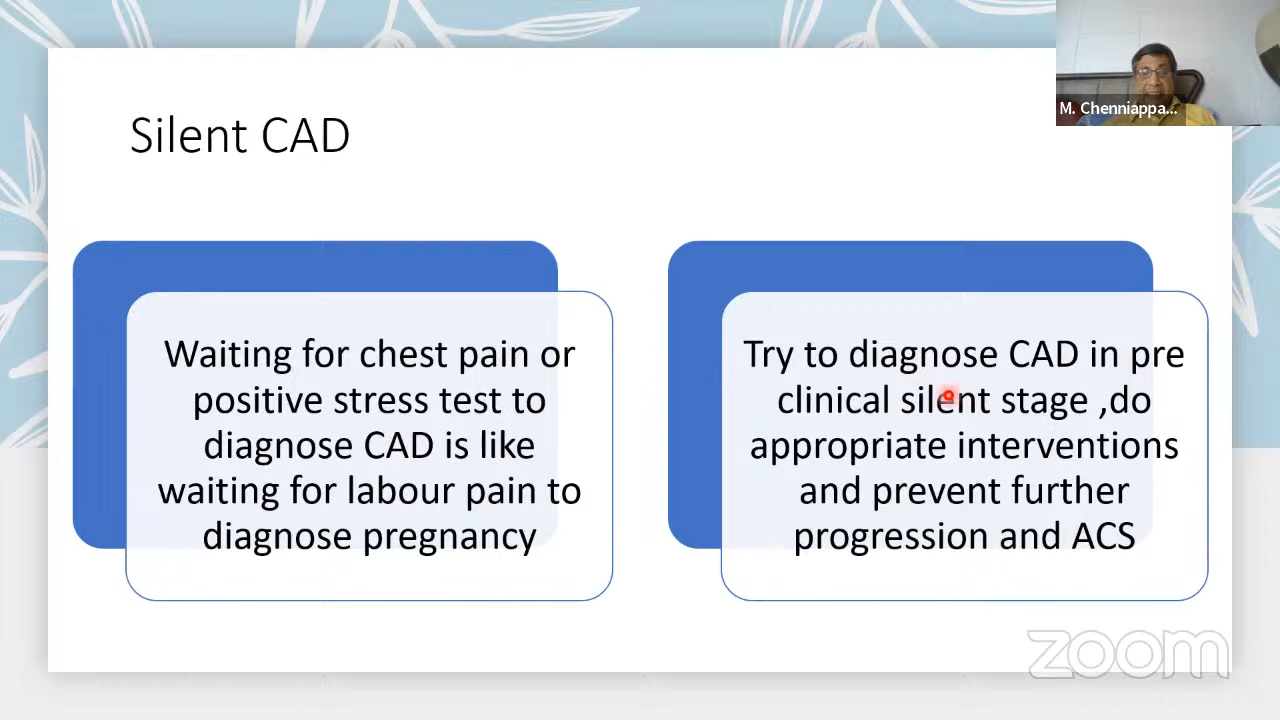 M. Chenniappa...
Silent CAD
Waiting for chest pain or
positive stress test to
diagnose CAD is like
waiting for labour pain to
diagnose pregnancy
Try to diagnose CAD in pre
clinical silent stage ,do
appropriate interventions
and prevent further
progression and ACS
zoom